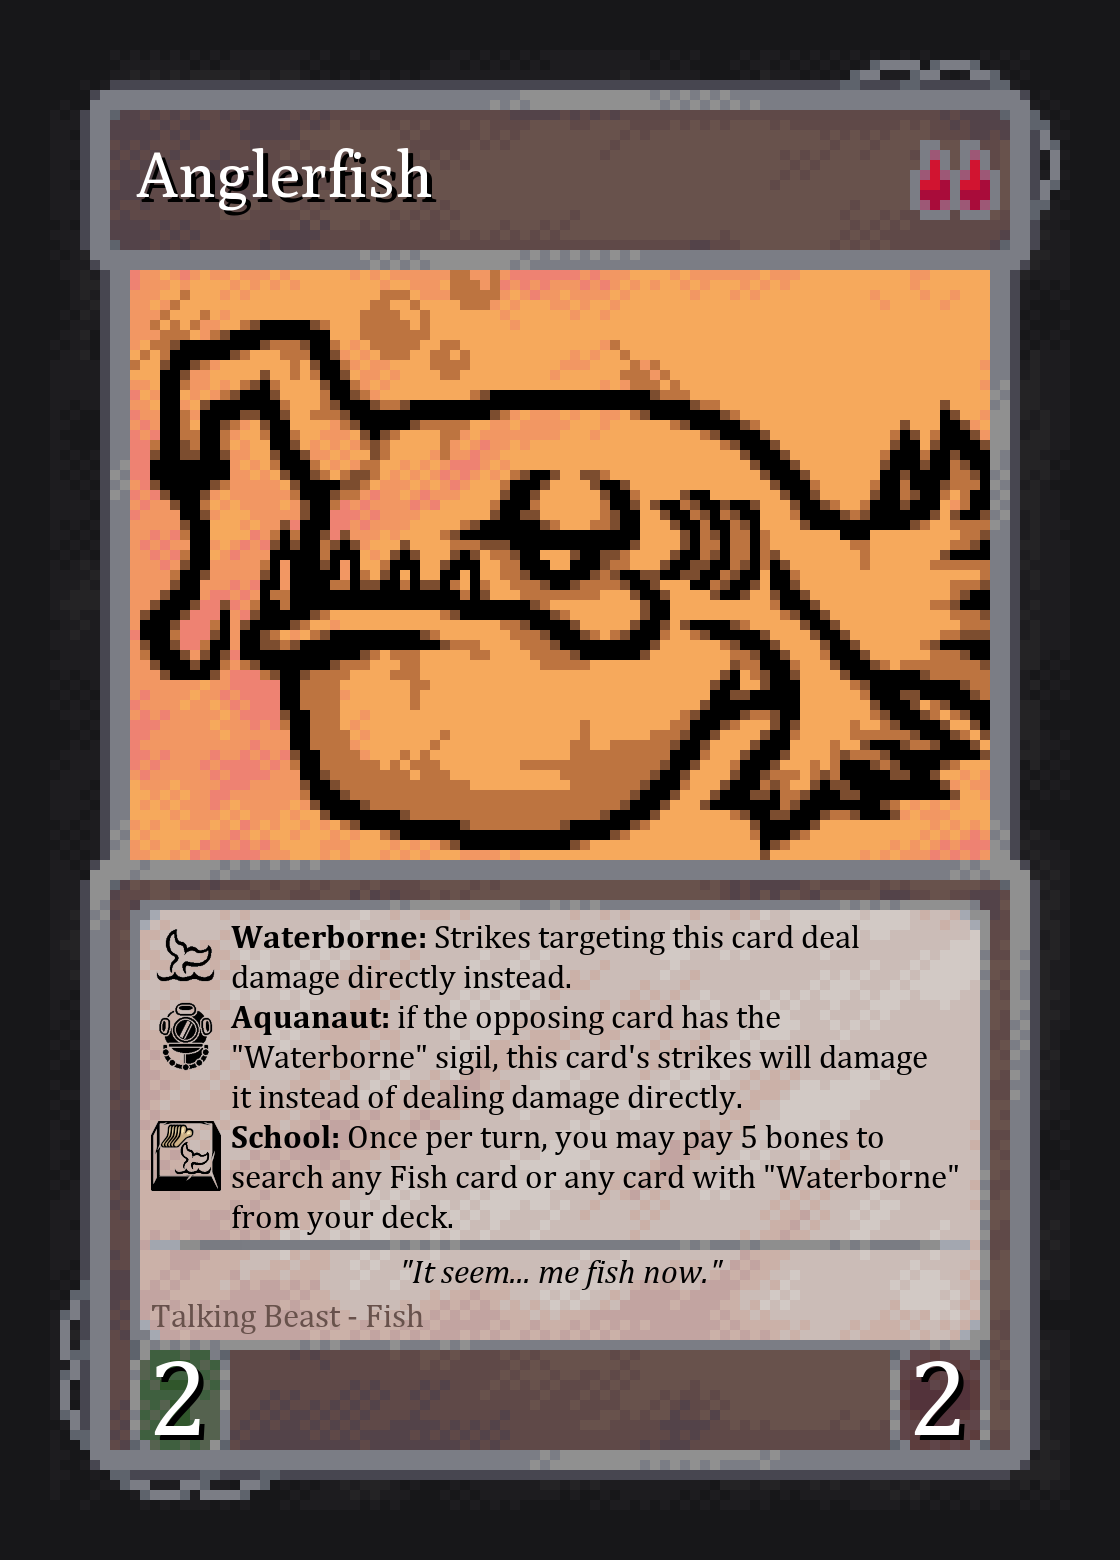 Anglerfish
Waterborne: Strikes targeting this card deal
damage directly instead.
Aquanaut: if the opposing card has the
"Waterborne" sigil, this card's strikes will damage
it instead of dealing damage directly.
School: Once per turn, you may pay 5 bones to
search any Fish card or any card with "Waterborne"
from your deck.
"It seem... me fish now."
Talking Beast - Fish
2 2